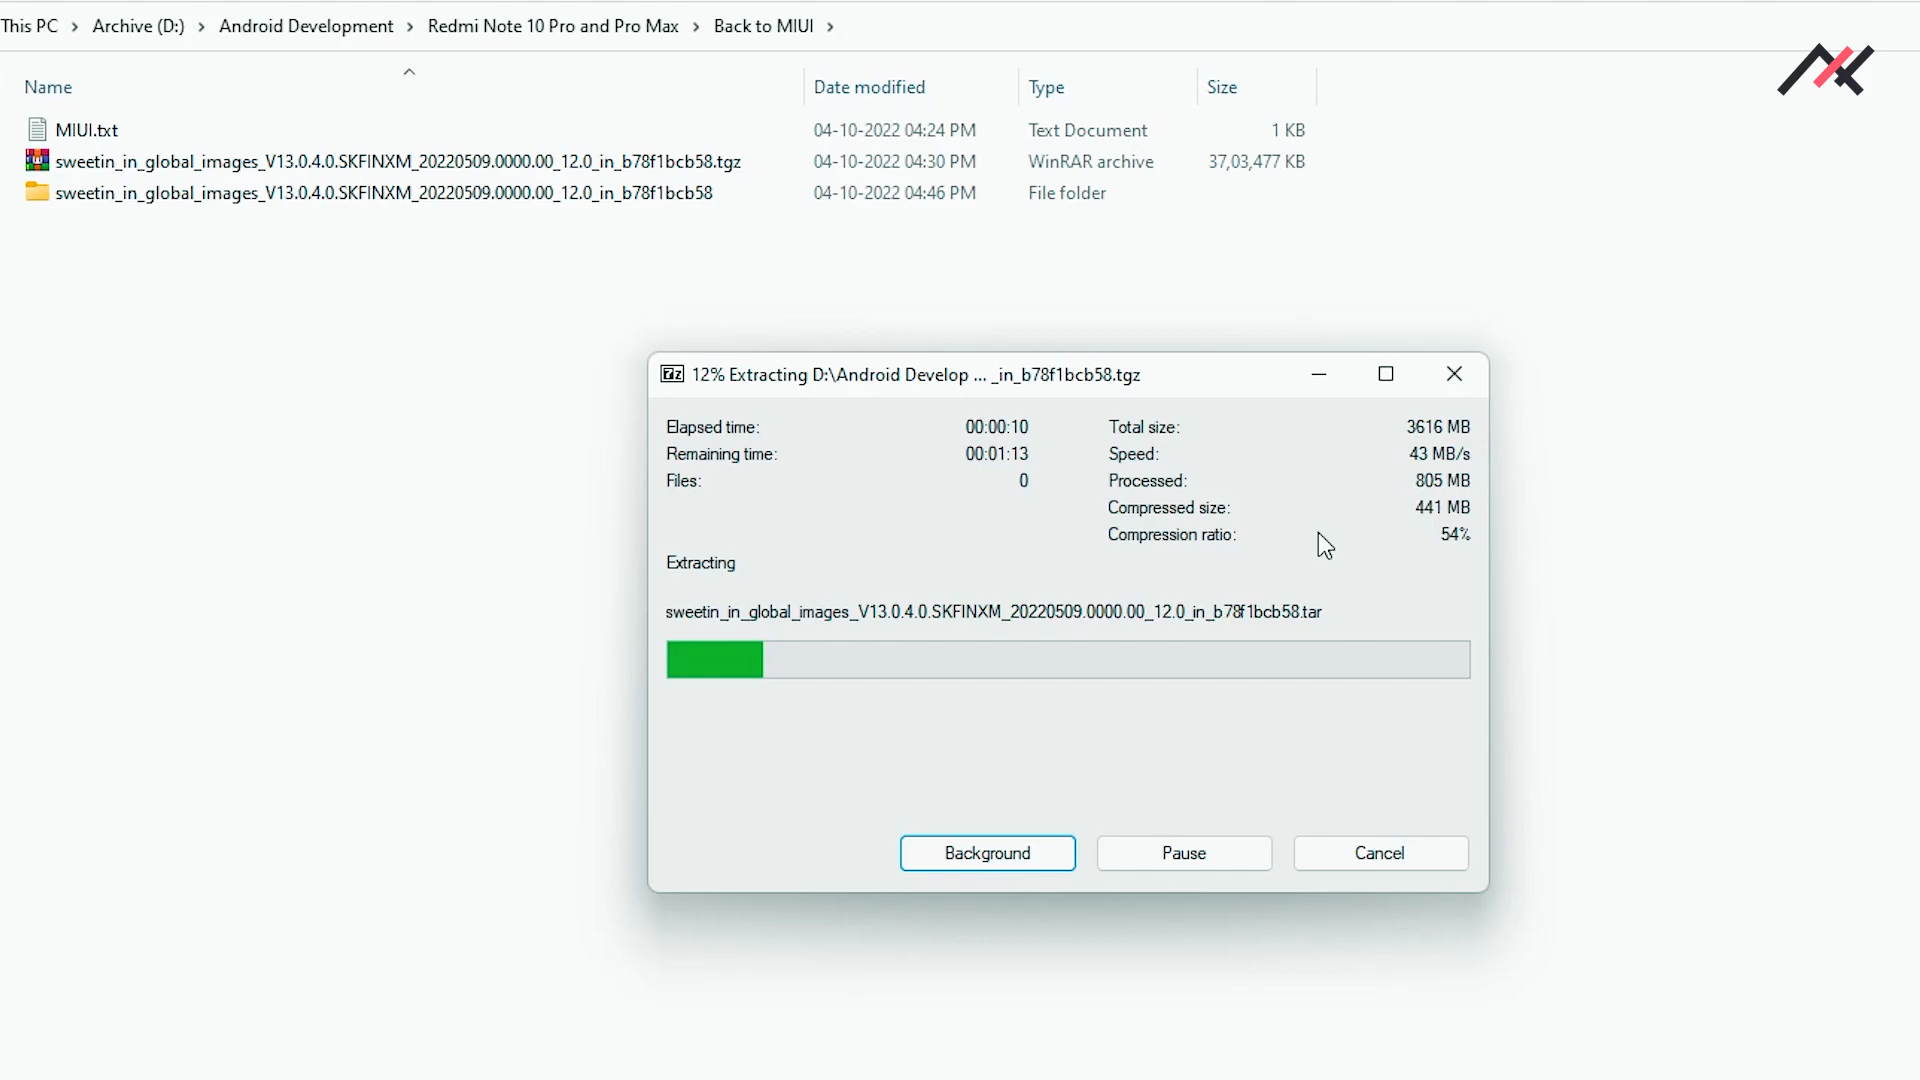 This PC > Archive (D:) > Android Development > Redmi Note 10 Pro and Pro Max > Back to MIUI >
Name Date modified Type Size
MIUI.txt 04-10-2022 04:24 PM Text Document 1 KB
sweetin_in_global_images_V13.0.4.0.SKFINXM_20220509.0000.00_12.0_in_b78f1bcb58.tgz 04-10-2022 04:30 PM WinRAR archive 37,03,477 KB
sweetin_in_global_images_V13.0.4.0.SKFINXM_20220509.0000.00_12.0_in_b78f1bcb58 04-10-2022 04:46 PM File folder
7z 12% Extracting D:\Android Develop ... _in_b78f1bcb58.tgz
Elapsed time: 00:00:10 Total size: 3616 MB
Remaining time: 00:01:13 Speed: 43 MB/s
Files: 0 Processed: 805 MB
Compressed size: 441 MB
Compression ratio: 54%
Extracting
sweetin_in_global_images_V13.0.4.0.SKFINXM_20220509.0000.00_12.0_in_b78f1bcb58.tar
Background Pause Cancel